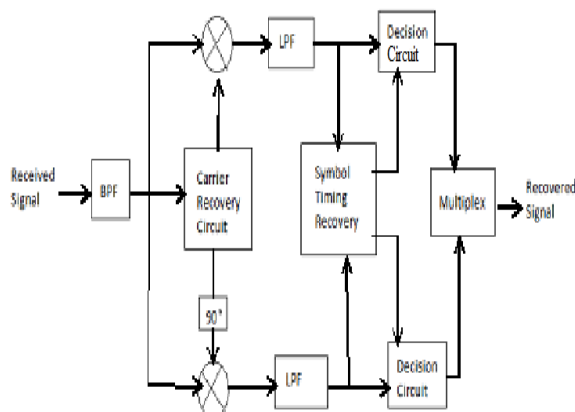 LPF
Decision
Circuit
Received
Signal
BPF
Carrier
Recovery
Circuit
Symbol
Timing
Recovery
Multiplex
Recovered
Signal
90°
LPF
Decision
Circuit